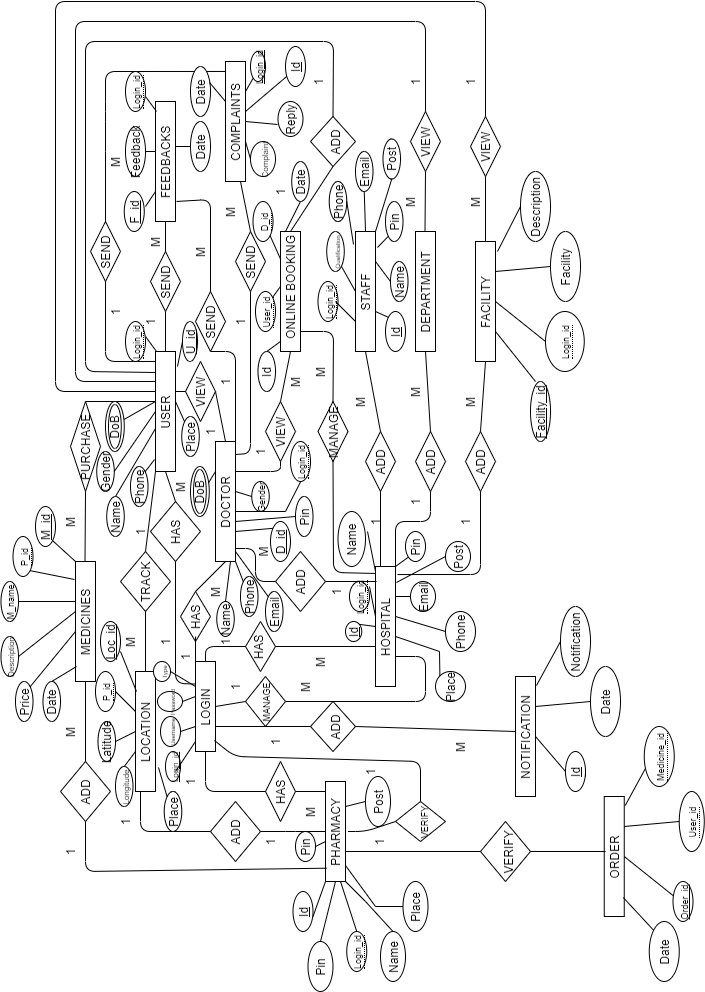 Price
Description
M_name
P_id
M_id
Date
MEDICINES
M
M
PURCHASE
1
ADD
M
Latitude
P_id
Loc_id
Longitude
Place
LOCATION
1
TRACK
M
1
Name
Gender
DoB
Phone
Place
USER
U_id
Login_id
F_id
Feedback
Login_id
Date
FEEDBACKS
M
SEND
1
M
SEND
M
SEND
1
M
VIEW
1
HAS
M
1
Login_id
Username
Password
Type
LOGIN
1
1
HAS
1
HAS
1
MANAGE
M
M
ADD
1
M
HAS
M
ADD
1
Name
Phone
Email
D_id
Pin
Login_id
Gender
DoB
DOCTOR
M
1
SEND
M
Complaint
Reply
Id
Login_id
Date
COMPLAINTS
VIEW
M
Id
User_id
D_id
Date
ONLINE BOOKING
1
ADD
1
MANAGE
M
ADD
M
1
Id
Pin
Login_id
Name
Place
Post
Pin
PHARMACY
1
VERIFY
1
VERIFY
Id
Login_id
Name
Pin
Post
Email
Phone
Place
HOSPITAL
1
ADD
M
Login_id
Qualification
Phone
Email
Post
Pin
Name
Id
STAFF
1
ADD
M
DEPARTMENT
M
VIEW
1
1
ADD
M
FACILITY
M
VIEW
1
Facility_id
Login_id
Facility
Description
NOTIFICATION
M
Id
Date
Notification
ORDER
Date
Order_id
User_id
Medicine_id